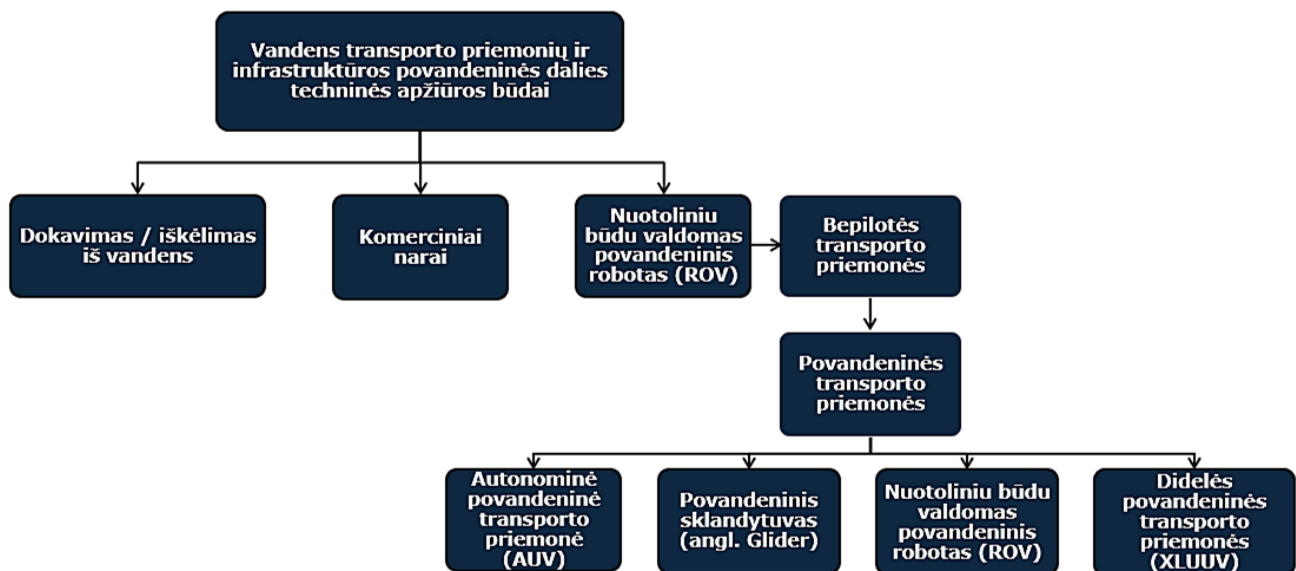 Vandens transporto priemonių ir
infrastruktūros povandeninės dalies
techninės apžiūros būdai
Dokavimas / iškėlimas
iš vandens
Komerciniai
narai
Nuotoliniu
būdu valdomas
povandeninis
robotas (ROV)
Bepilotės
transporto
priemonės
Povandeninės
transporto
priemonės
Autonominė
povandeninė
transporto
priemonė
(AUV)
Povandeninis
sklandytuvas
(angl. Glider)
Nuotoliniu būdu
valdomas
povandeninis
robotas (ROV)
Didelės
povandeninės
transporto
priemonės
(XLUUV)